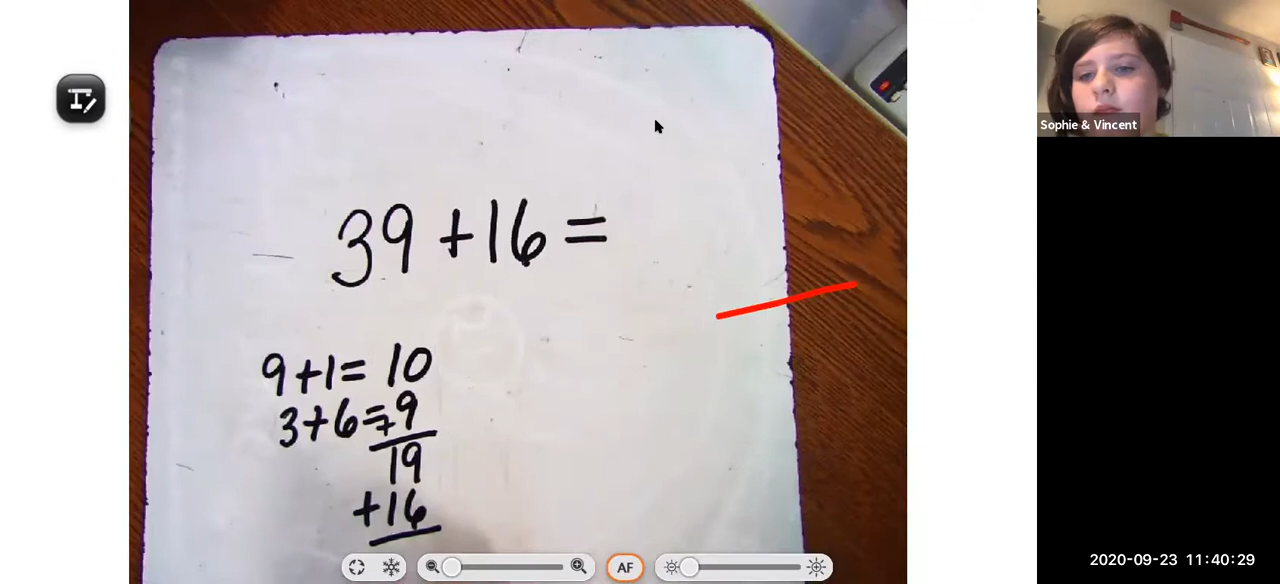 Sophie & Vincent
39 + 16 =
9 + 1 = 10
3 + 6 = + 9
19
+ 16
AF
2020-09-23 11:40:29